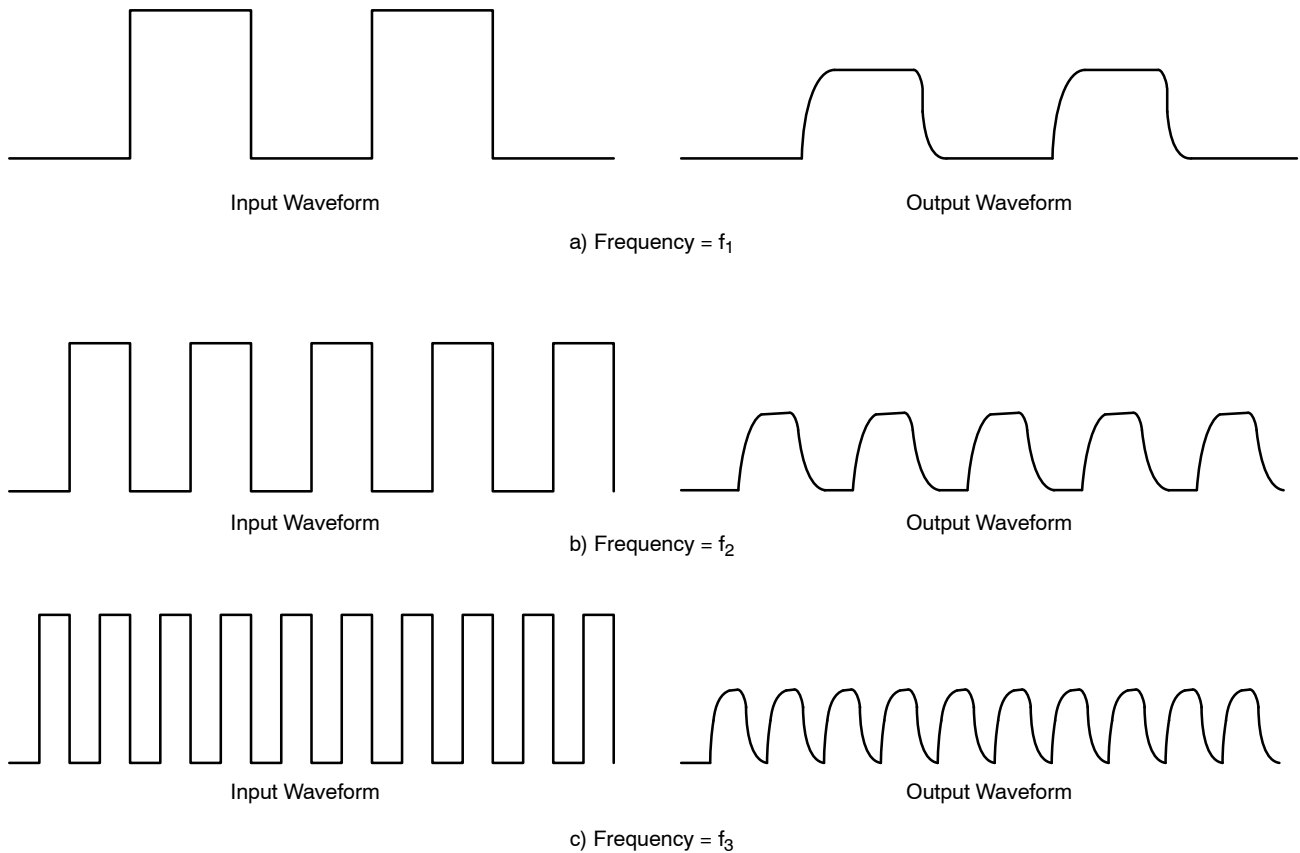 Input Waveform
Output Waveform
a) Frequency = f1
Input Waveform
Output Waveform
b) Frequency = f2
Input Waveform
Output Waveform
c) Frequency = f3